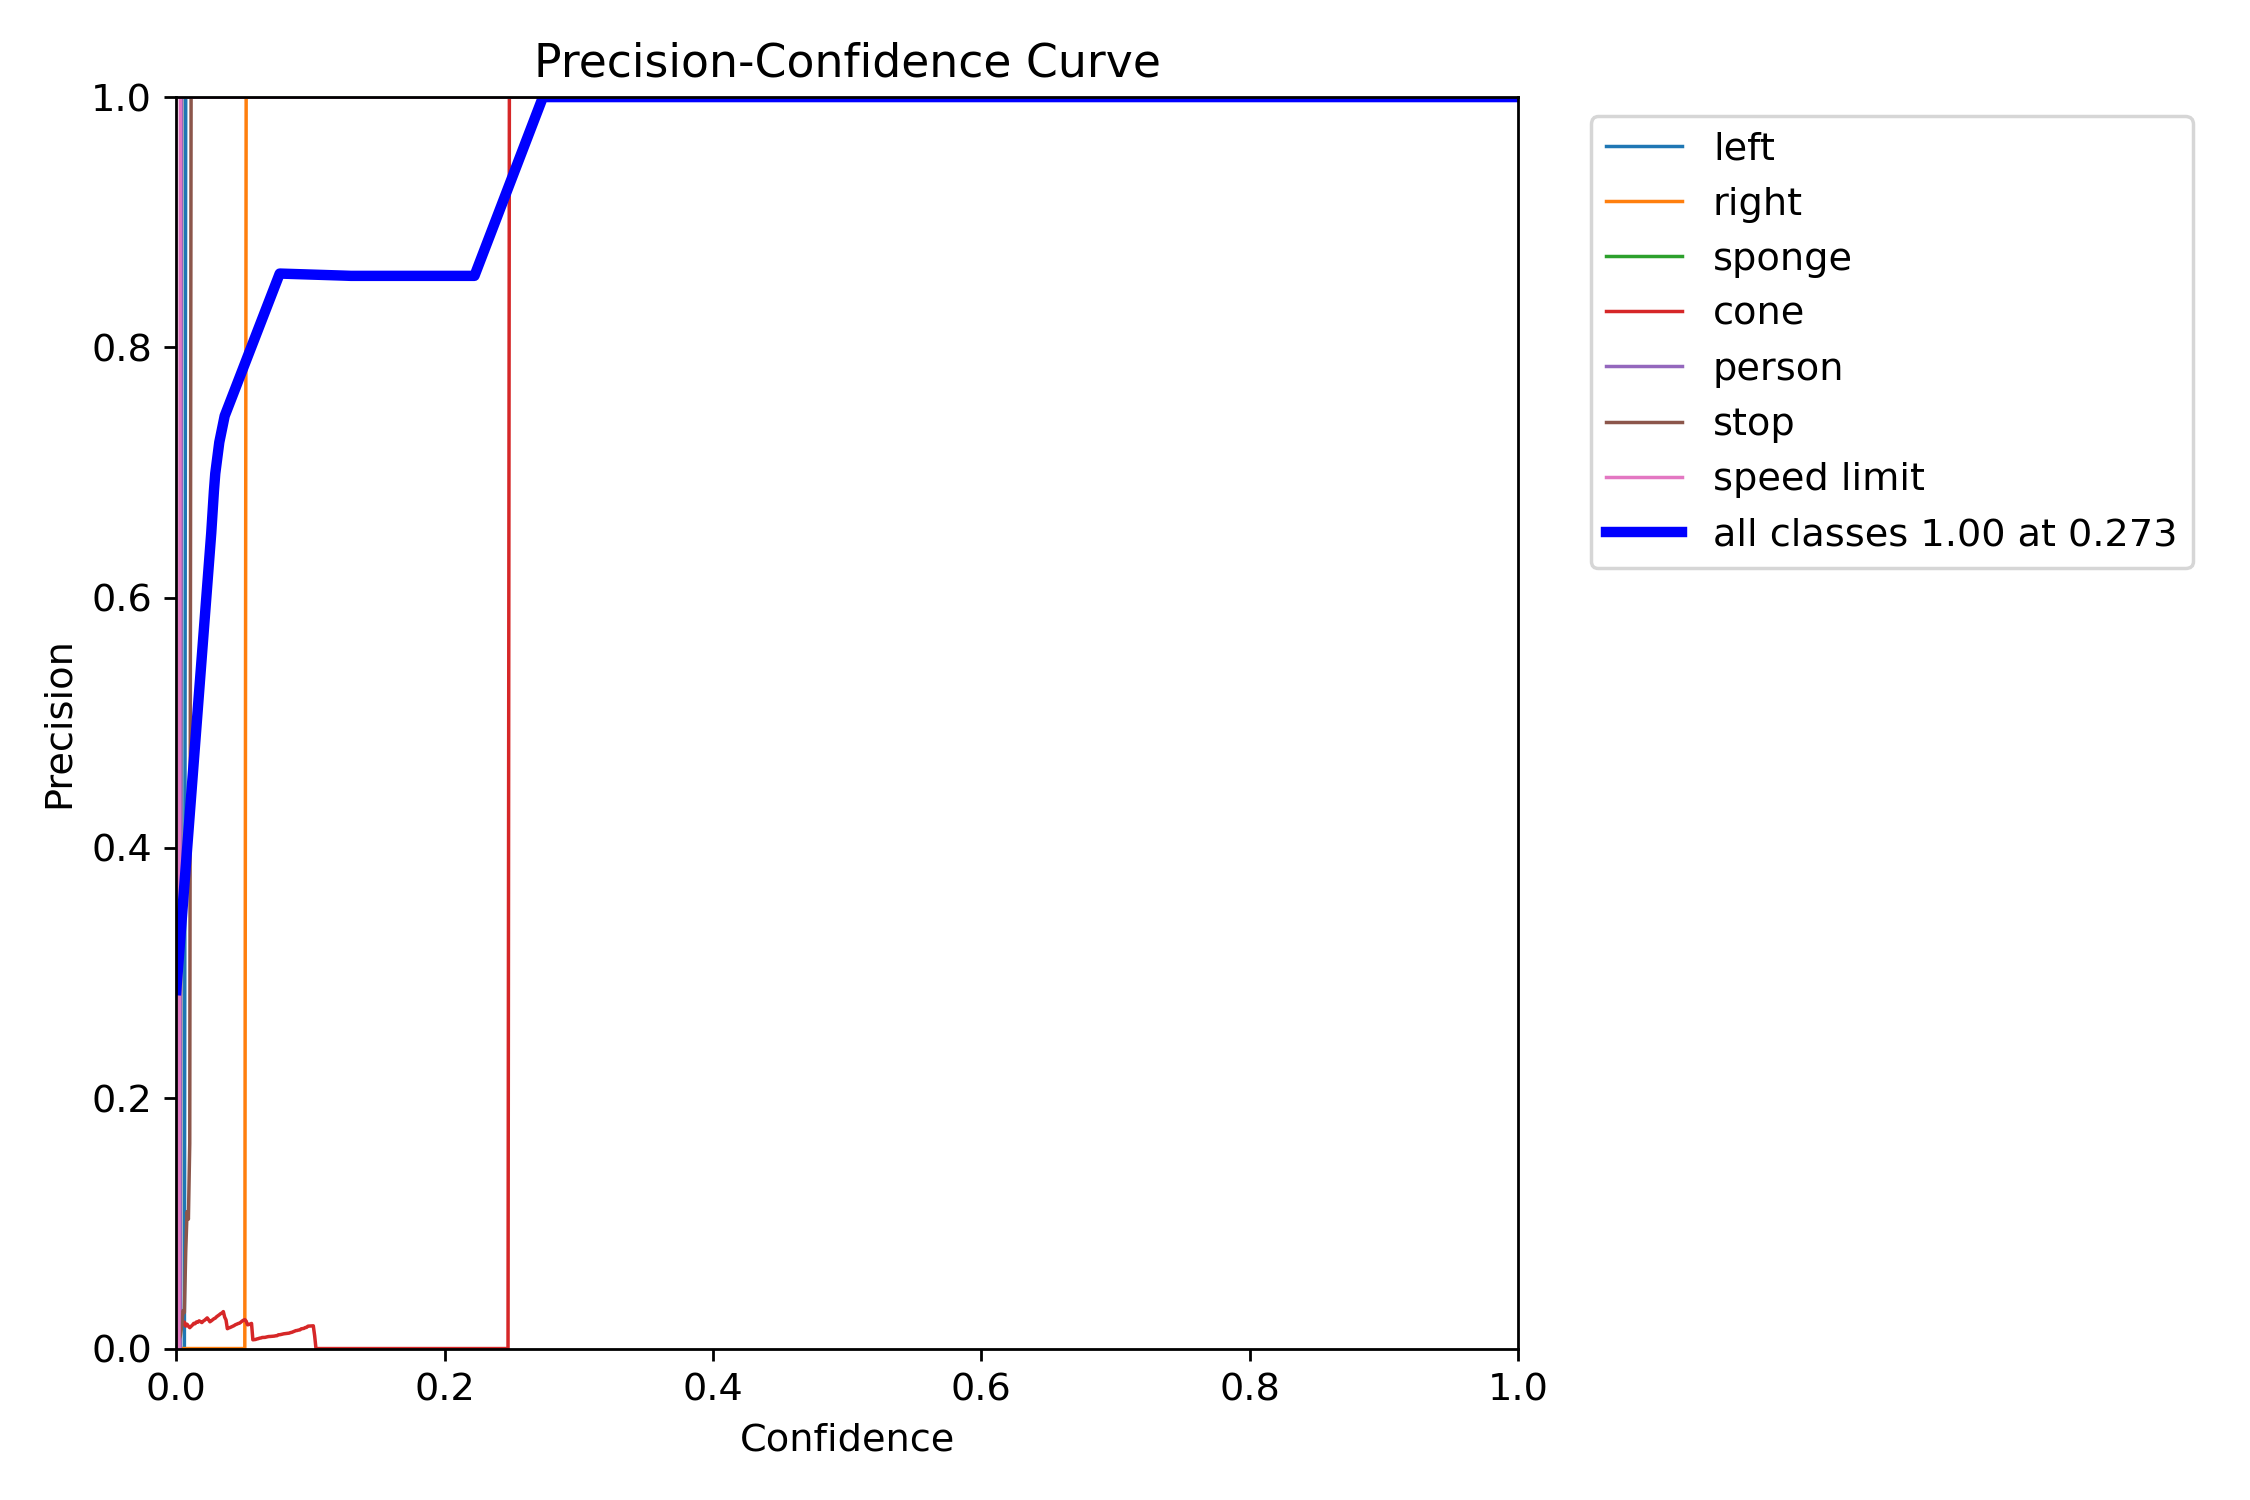 Precision-Confidence Curve
1.0
0.8
0.6
0.4
0.2
0.0
Precision
0.0 0.2 0.4 0.6 0.8 1.0
Confidence
left
right
sponge
cone
person
stop
speed limit
all classes 1.00 at 0.273